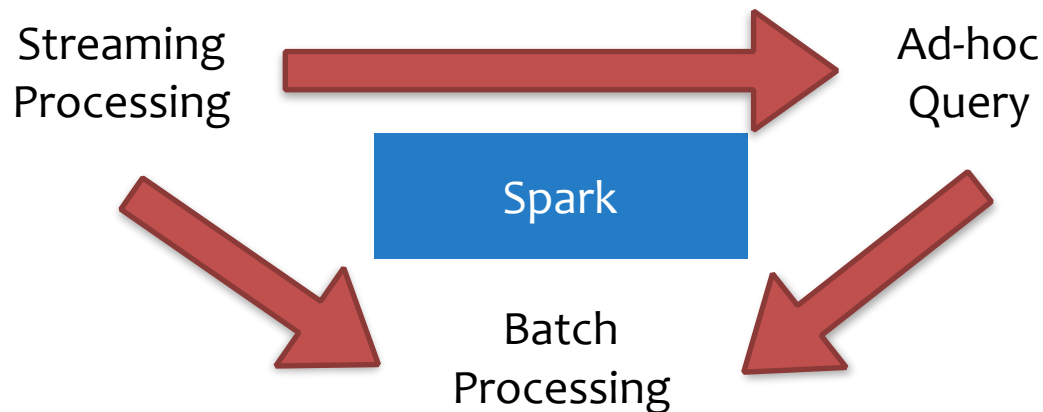 Streaming
Processing
Ad-hoc
Query
Spark
Batch
Processing